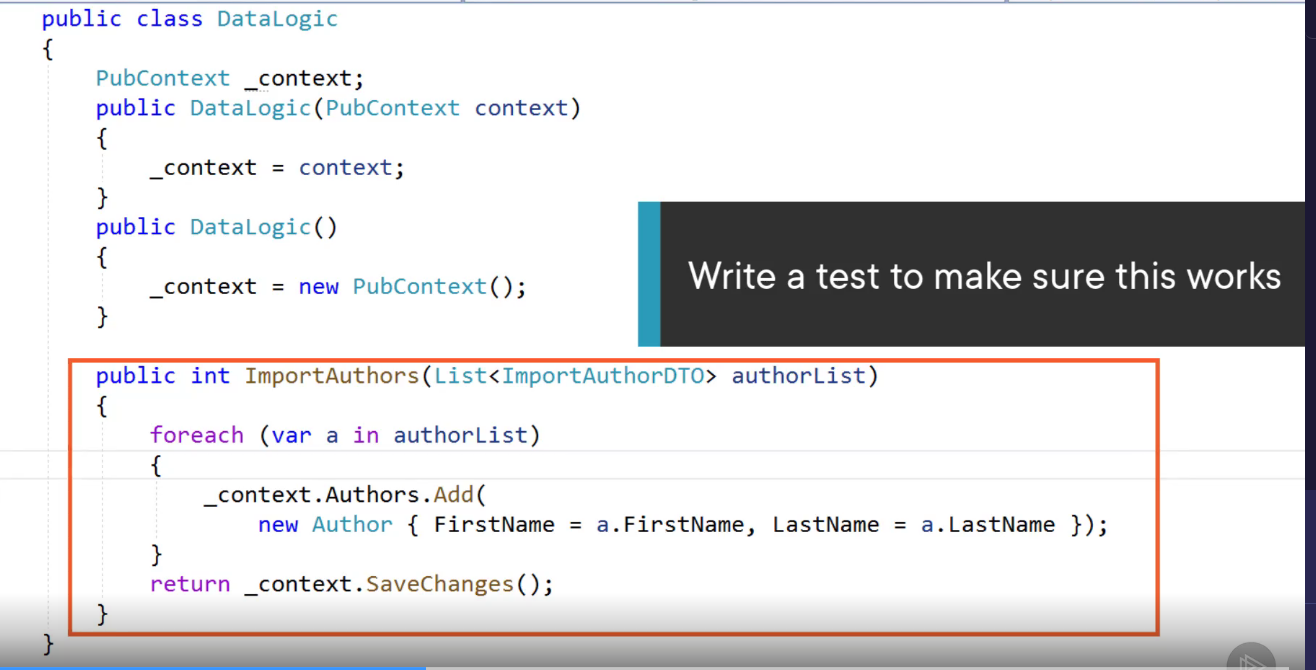 public class DataLogic
{
PubContext _context;
public DataLogic(PubContext context)
{
_context = context;
}
public DataLogic()
{
_context = new PubContext();
}
Write a test to make sure this works
public int ImportAuthors(List<ImportAuthorDTO> authorList)
{
foreach (var a in authorList)
{
_context.Authors.Add(
new Author { FirstName = a.FirstName, LastName = a.LastName });
}
return _context.SaveChanges();
}
}